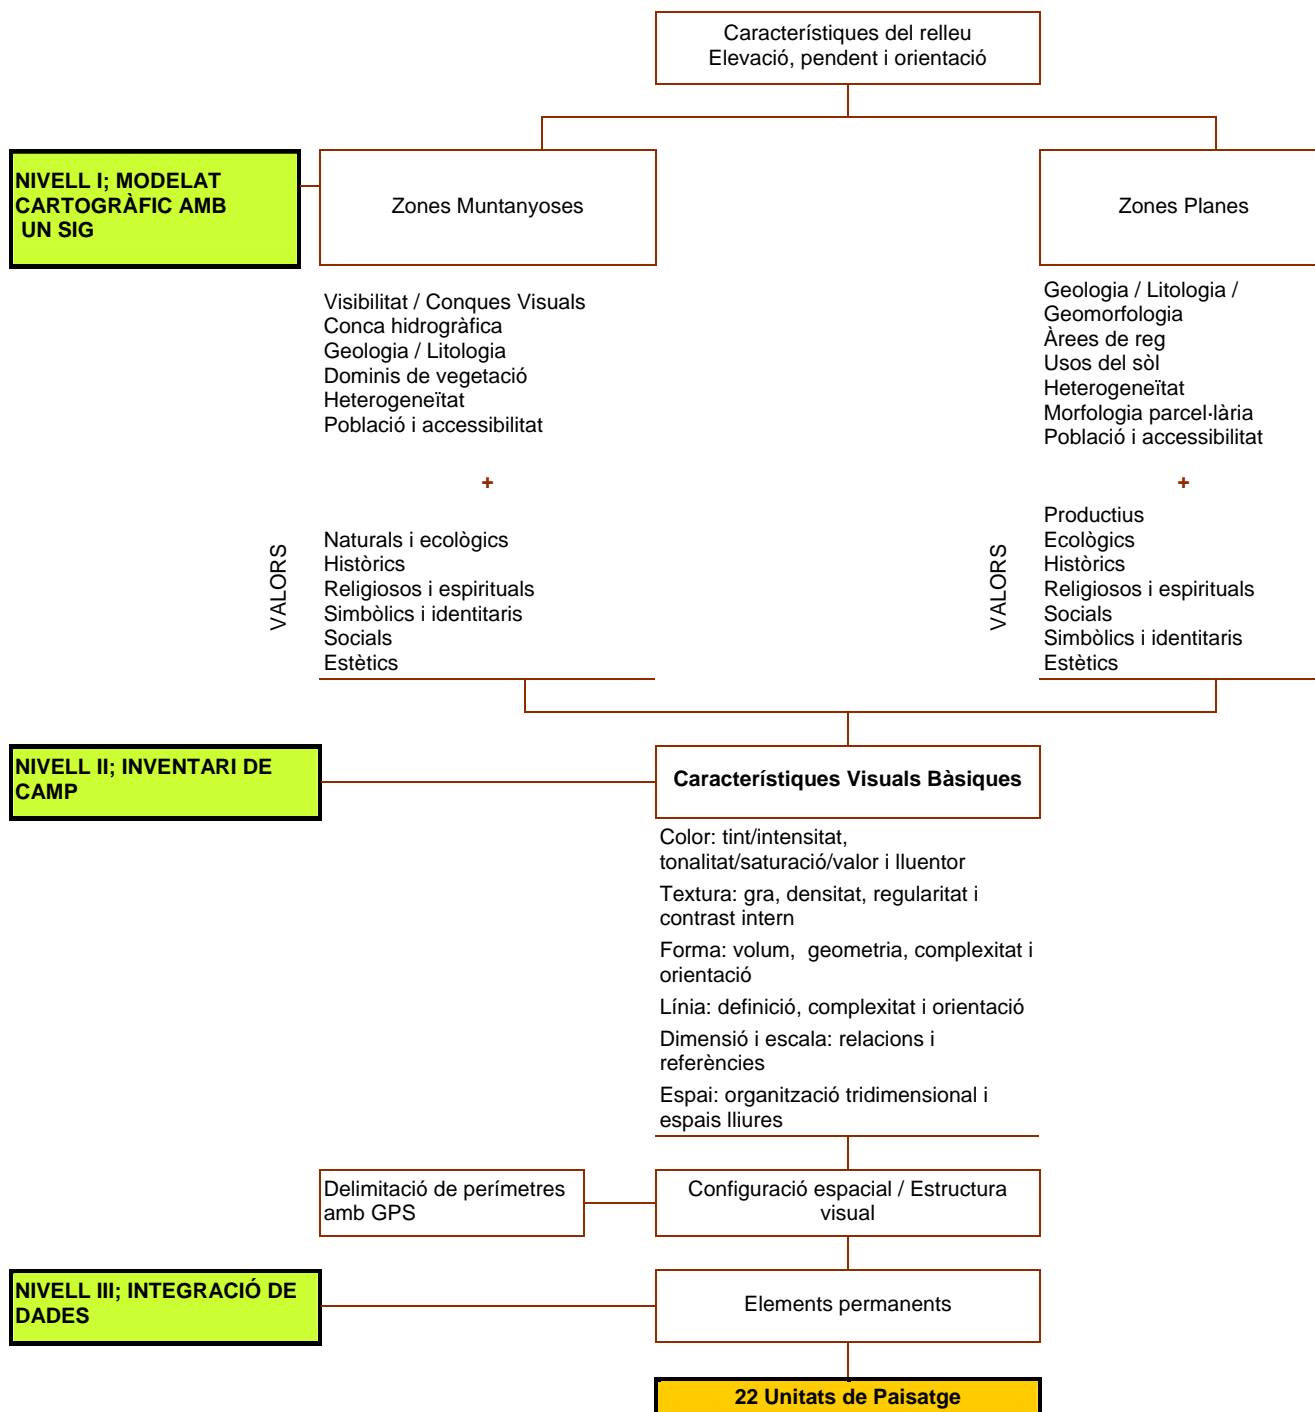 Característiques del relleu
Elevació, pendent i orientació
NIVELL I; MODELAT
CARTOGRÀFIC AMB
UN SIG
Zones Muntanyoses
Zones Planes
Visibilitat / Conques Visuals
Conca hidrogràfica
Geologia / Litologia
Dominis de vegetació
Heterogeneïtat
Població i accessibilitat
+
VALORS
Naturals i ecològics
Històrics
Religiosos i espirituals
Simbòlics i identitaris
Socials
Estètics
Geologia / Litologia /
Geomorfologia
Àrees de reg
Usos del sòl
Heterogeneïtat
Morfologia parcel·lària
Població i accessibilitat
+
VALORS
Productius
Ecològics
Històrics
Religiosos i espirituals
Socials
Simbòlics i identitaris
Estètics
NIVELL II; INVENTARI DE
CAMP
Característiques Visuals Bàsiques
Color: tint/intensitat,
tonalitat/saturació/valor i lluentor
Textura: gra, densitat, regularitat i
contrast intern
Forma: volum, geometria, complexitat i
orientació
Línia: definició, complexitat i orientació
Dimensió i escala: relacions i
referències
Espai: organització tridimensional i
espais lliures
Delimitació de perímetres
amb GPS
Configuració espacial / Estructura
visual
NIVELL III; INTEGRACIÓ DE
DADES
Elements permanents
22 Unitats de Paisatge